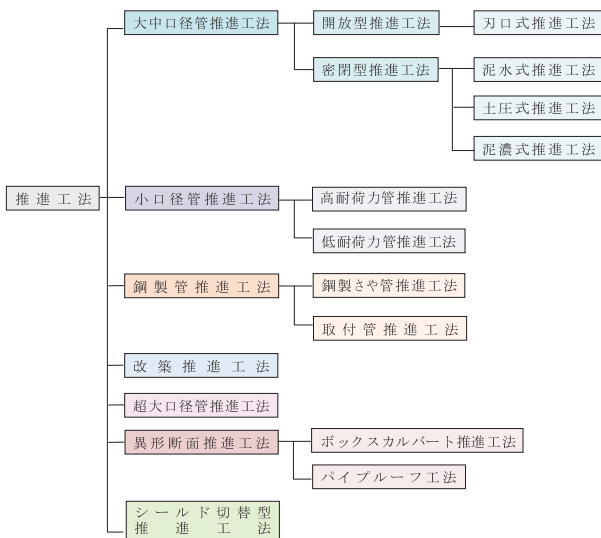 大中口径管推進工法
開放型推進工法
刃口式推進工法
密閉型推進工法
泥水式推進工法
土圧式推進工法
泥濃式推進工法
推進工法
小口径管推進工法
高耐荷力管推進工法
低耐荷力管推進工法
鋼製管推進工法
鋼製さや管推進工法
取付管推進工法
改築推進工法
超大口径管推進工法
異形断面推進工法
ボックスカルバート推進工法
パイプルーフ工法
シールド切替型
推進工法